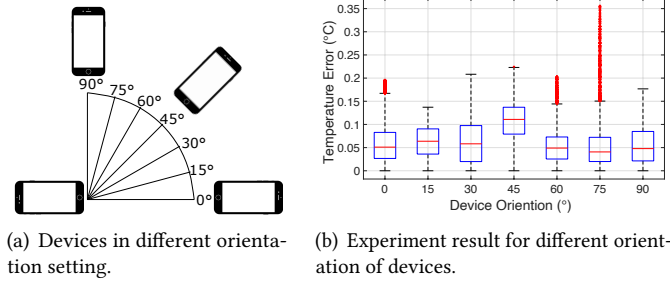 90°
75°
60°
45°
30°
15°
0°
(a) Devices in different orienta-
tion setting.
Temperature Error (°C)
0.35
0.3
0.25
0.2
0.15
0.1
0.05
0
0 15 30 45 60 75 90
Device Oriention (°)
(b) Experiment result for different orient-
ation of devices.